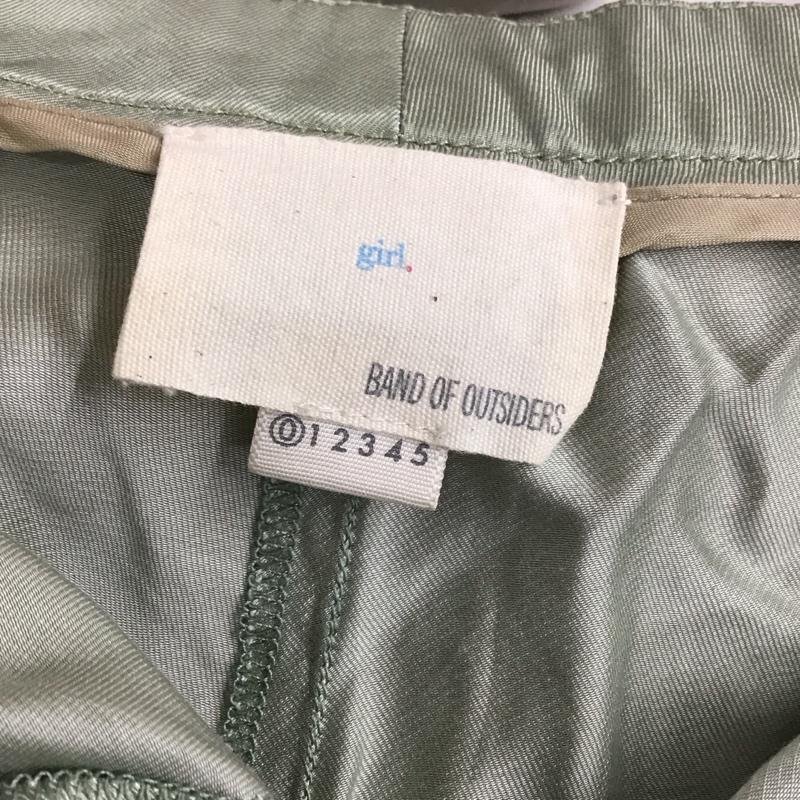 girl.
BAND OF OUTSIDERS
0 1 2 3 4 5